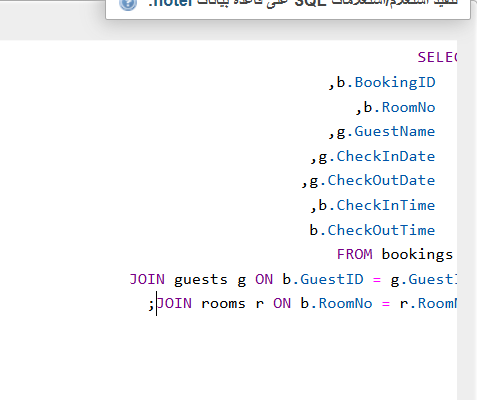 تنفيذ استعلام/استعلامات SQL على قاعدة بيانات hotel:
SELEC
b.BookingID,
b.RoomNo,
g.GuestName,
g.CheckInDate,
g.CheckOutDate,
b.CheckInTime,
b.CheckOutTime
FROM bookings
JOIN guests g ON b.GuestID = g.GuestI
JOIN rooms r ON b.RoomNo = r.RoomN;